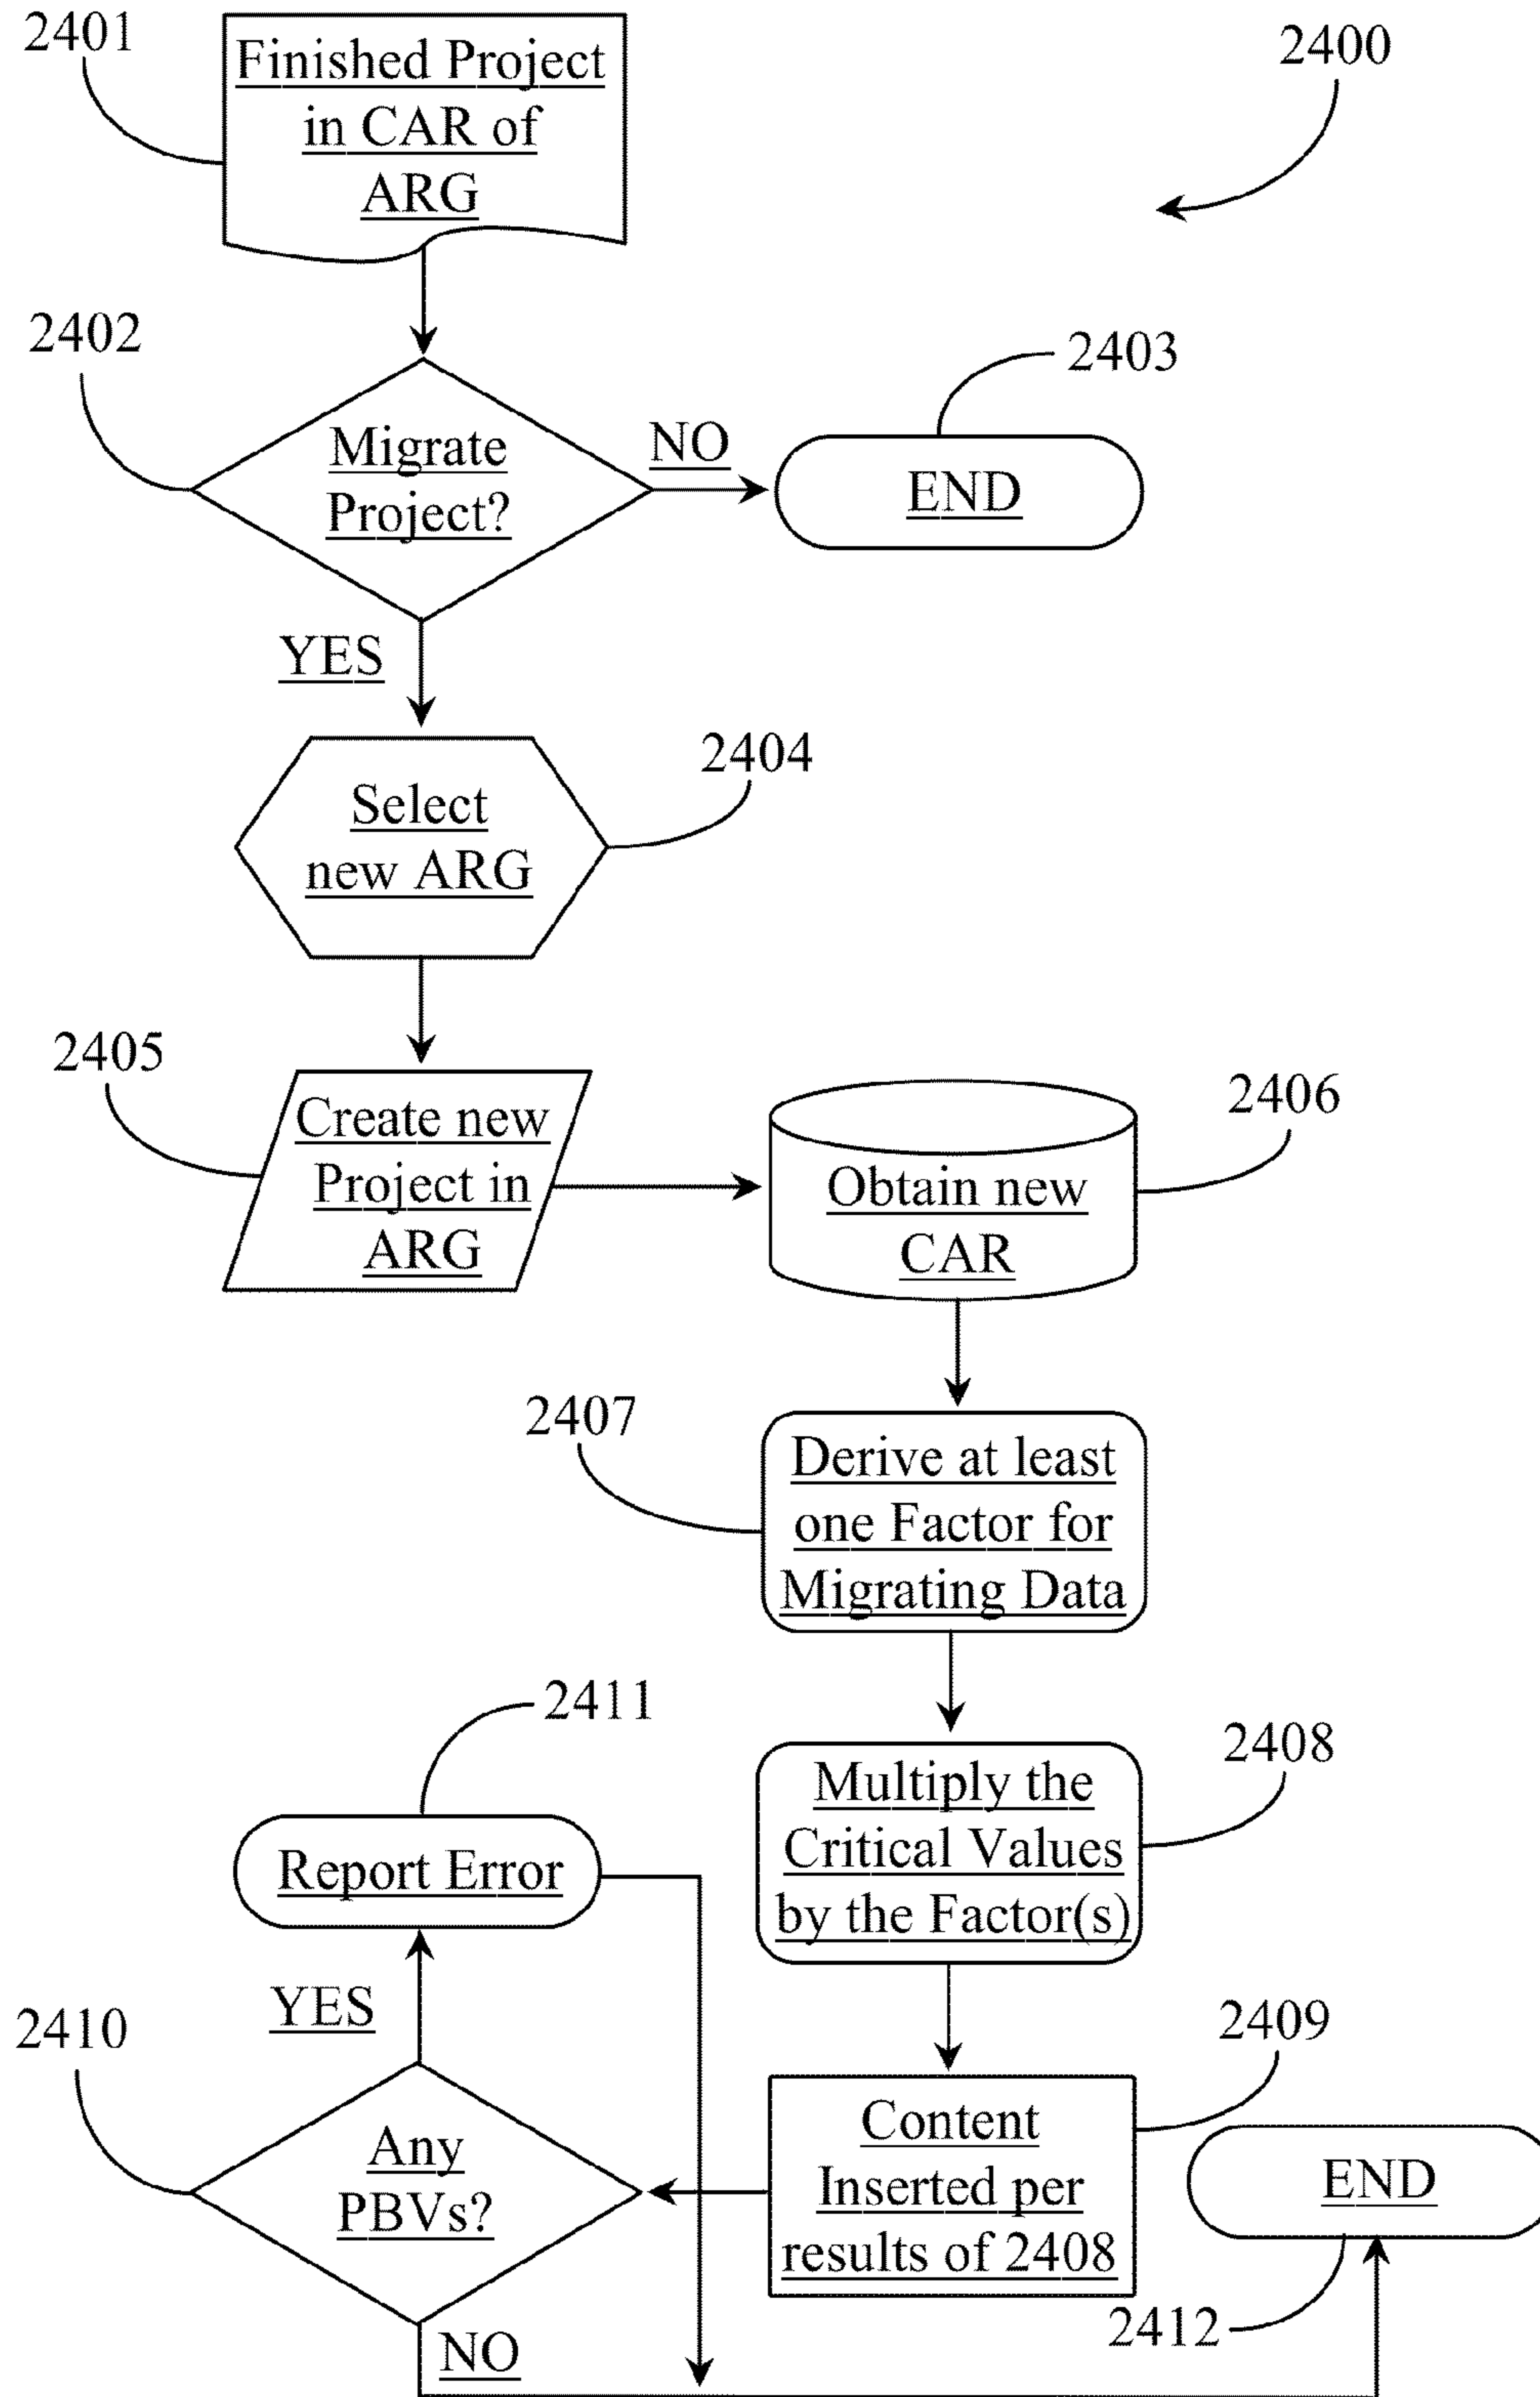 2401
Finished Project
in CAR of
ARG
2400
2402
Migrate
Project?
NO
2403
END
YES
Select
new ARG
2404
2405
Create new
Project in
ARG
2406
Obtain new
CAR
2407
Derive at least
one Factor for
Migrating Data
2408
Multiply the
Critical Values
by the Factor(s)
2411
Report Error
YES
2410
Any
PBVs?
2409
Content
Inserted per
results of 2408
END
2412
NO